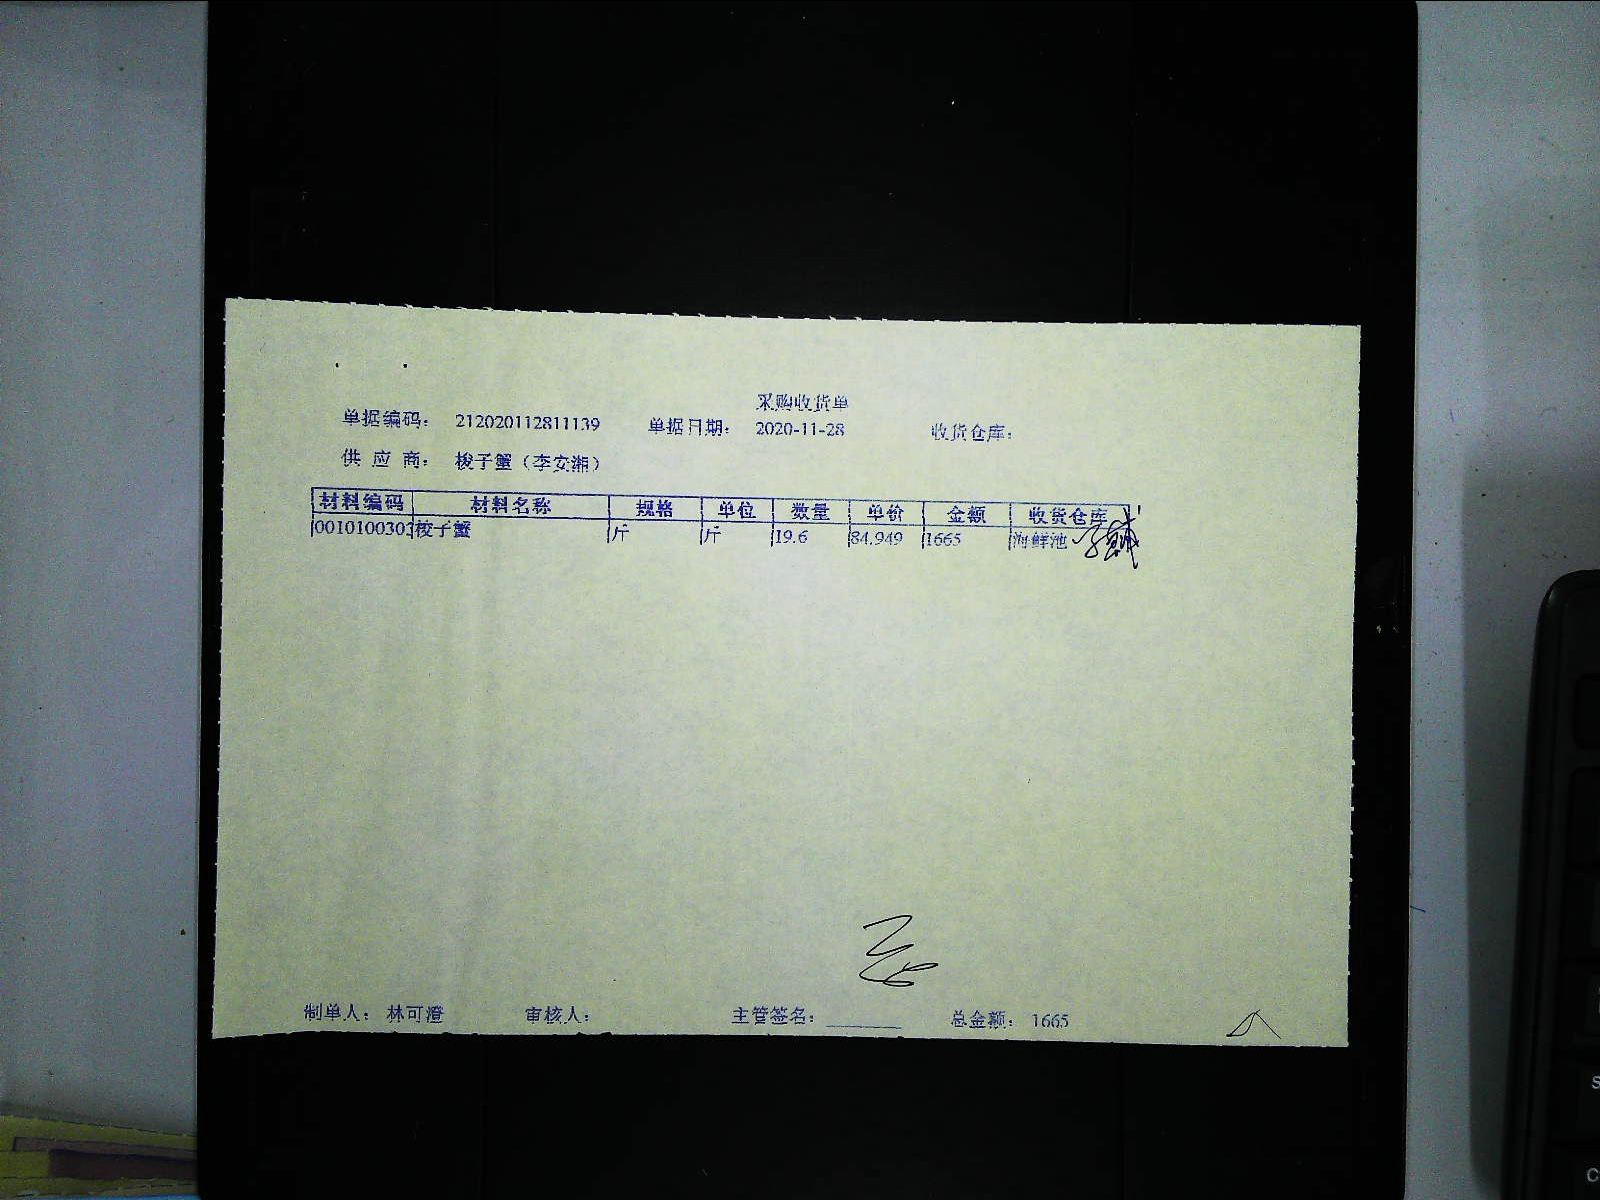 采购收货单
单据编码： 212020112811139 单据日期： 2020-11-28 收货仓库：
供 应 商： 梭子蟹（李安湘）
材料编码 材料名称 规格 单位 数量 单价 金额 收货仓库
0010100303 梭子蟹 斤 斤 19.6 84.949 1665 海鲜池
制单人： 林可澄 审核人： 主管签名： 总金额： 1665